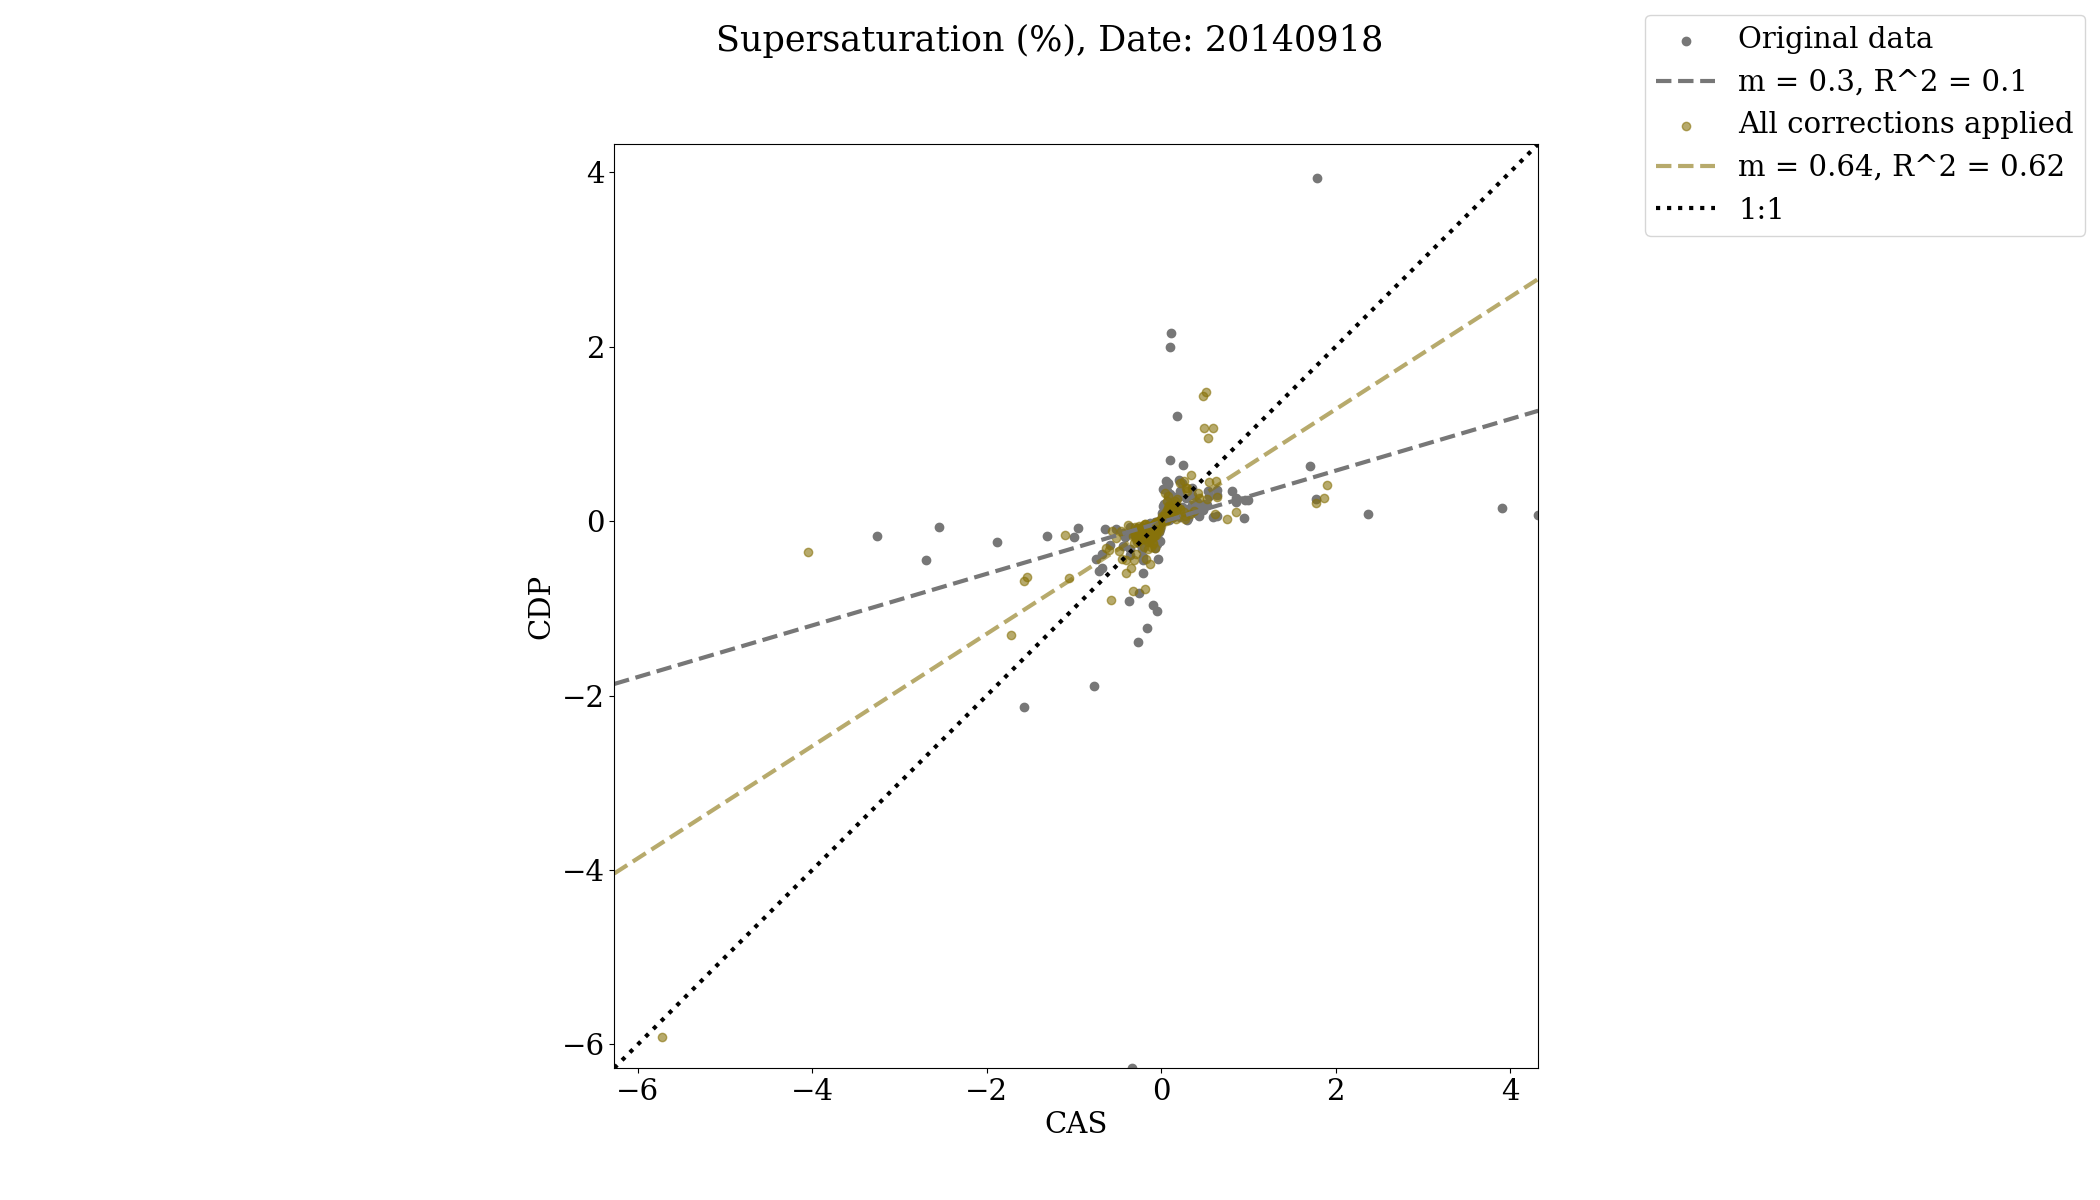 Supersaturation (%), Date: 20140918
Original data
m = 0.3, R^2 = 0.1
All corrections applied
m = 0.64, R^2 = 0.62
1:1
4
2
0
−2
−4
−6
CDP
−6 −4 −2 0 2 4
CAS